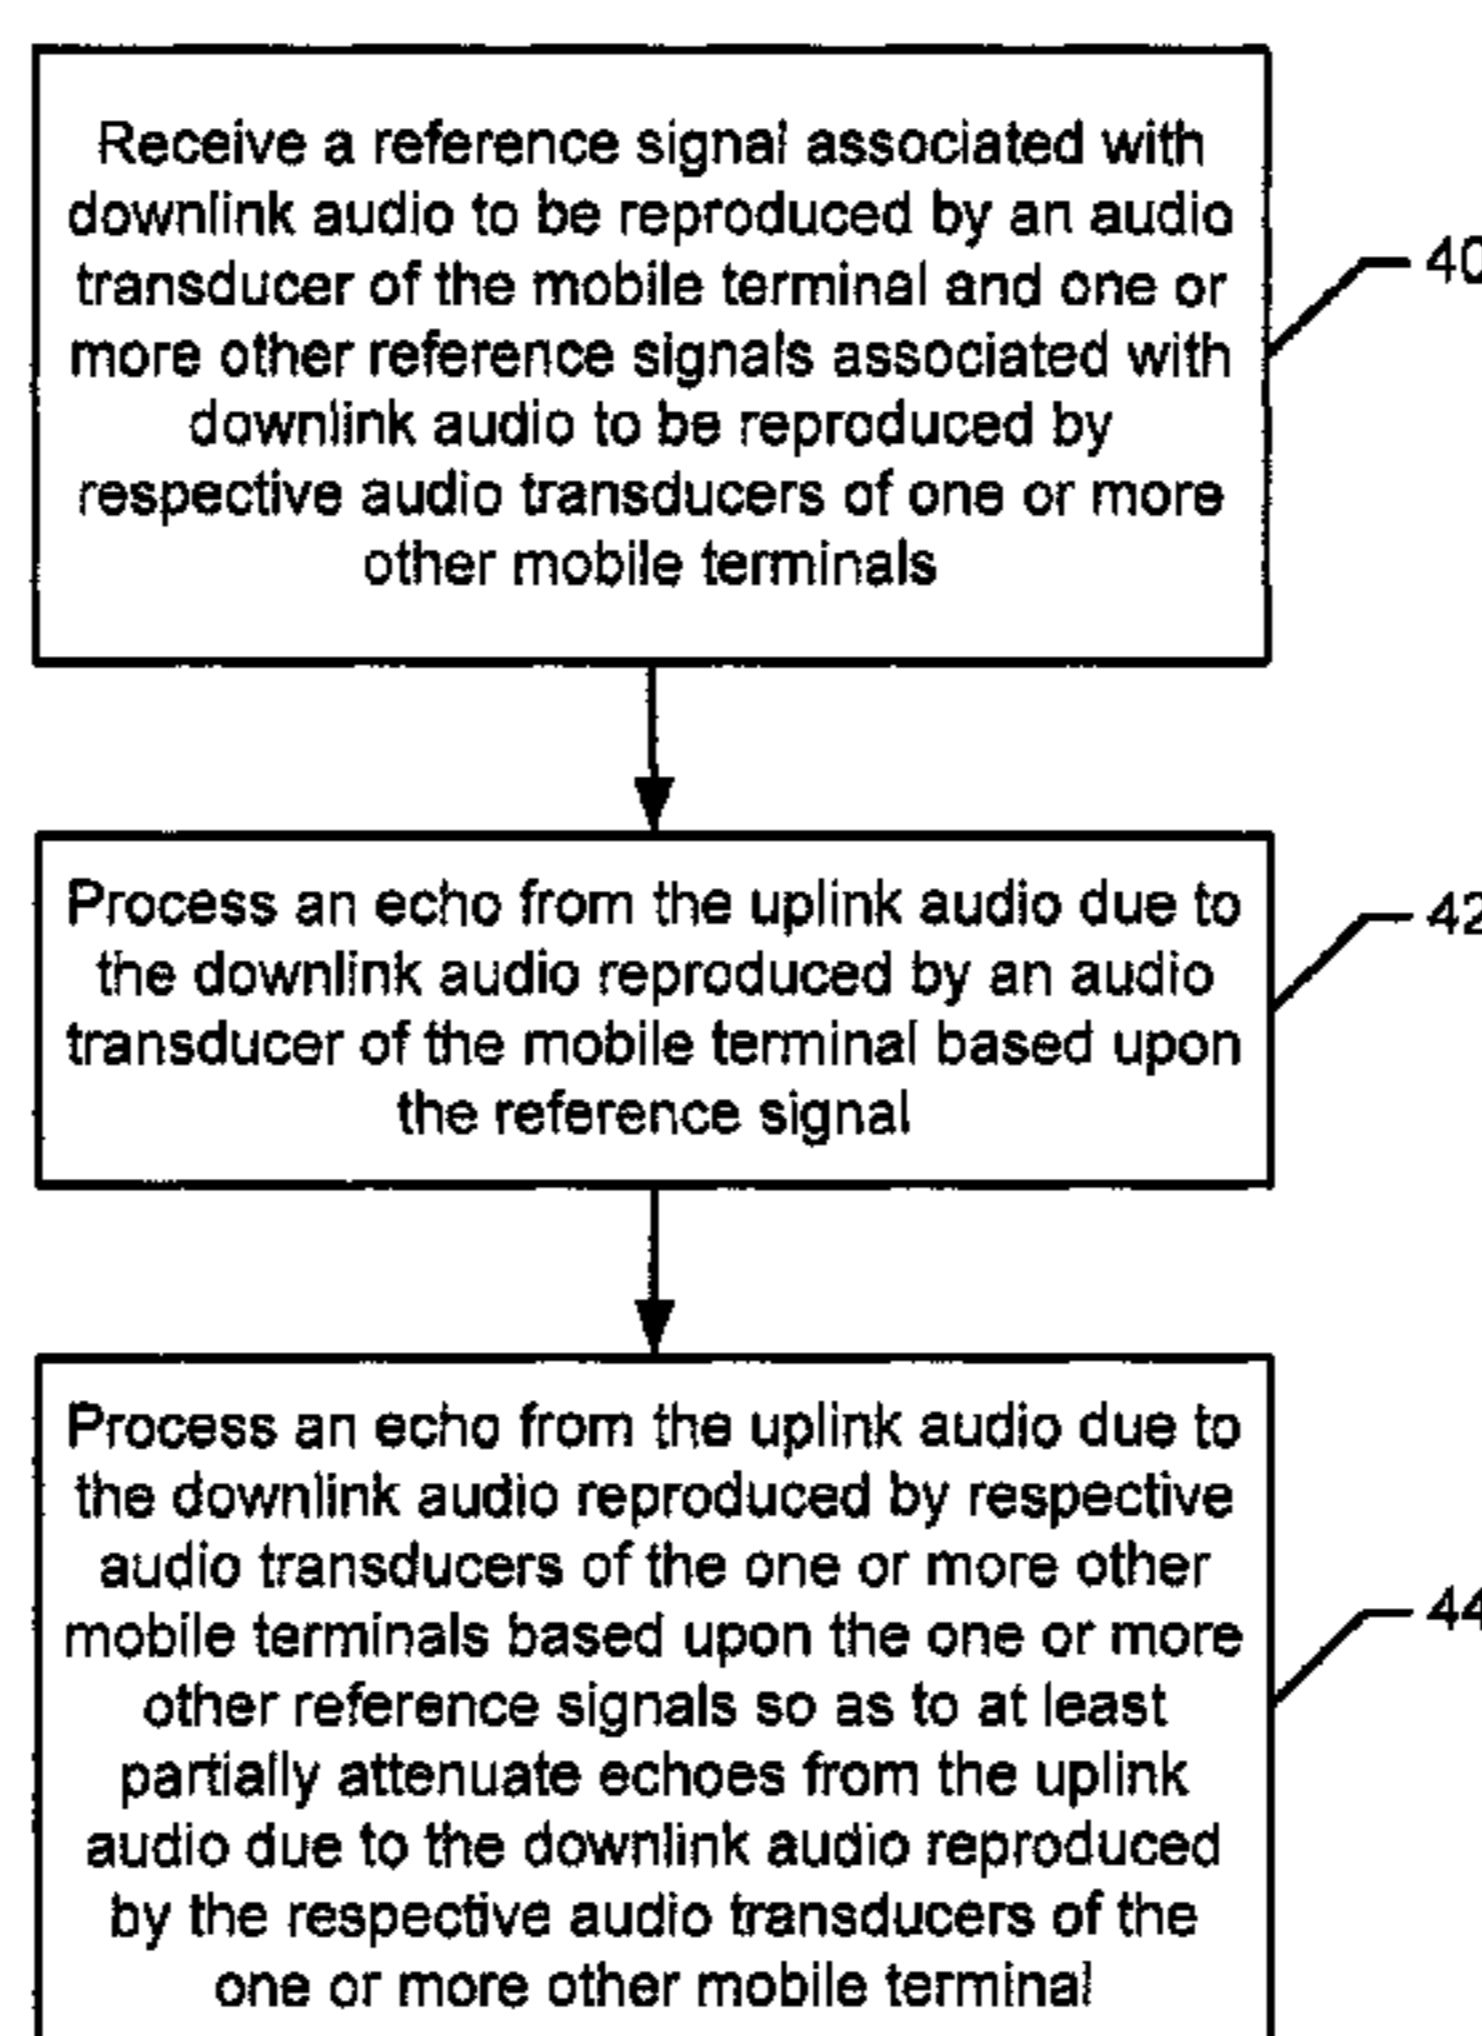 Receive a reference signal associated with
downlink audio to be reproduced by an audio
transducer of the mobile terminal and one or
more other reference signals associated with
downlink audio to be reproduced by
respective audio transducers of one or more
other mobile terminals
40
Process an echo from the uplink audio due to
the downlink audio reproduced by an audio
transducer of the mobile terminal based upon
the reference signal
42
Process an echo from the uplink audio due to
the downlink audio reproduced by respective
audio transducers of the one or more other
mobile terminals based upon the one or more
other reference signals so as to at least
partially attenuate echoes from the uplink
audio due to the downlink audio reproduced
by the respective audio transducers of the
one or more other mobile terminal
44